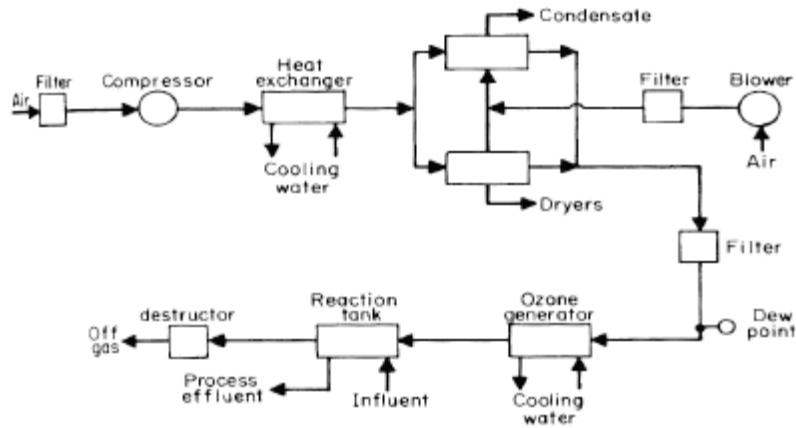 Condensate
Filter
Compressor
Heat
exchanger
Filter
Blower
Air
Cooling
water
Air
Dryers
Filter
Reaction
tank
Ozone
generator
destructor
Dew
point
Off
gas
Process
effluent
Influent
Cooling
water